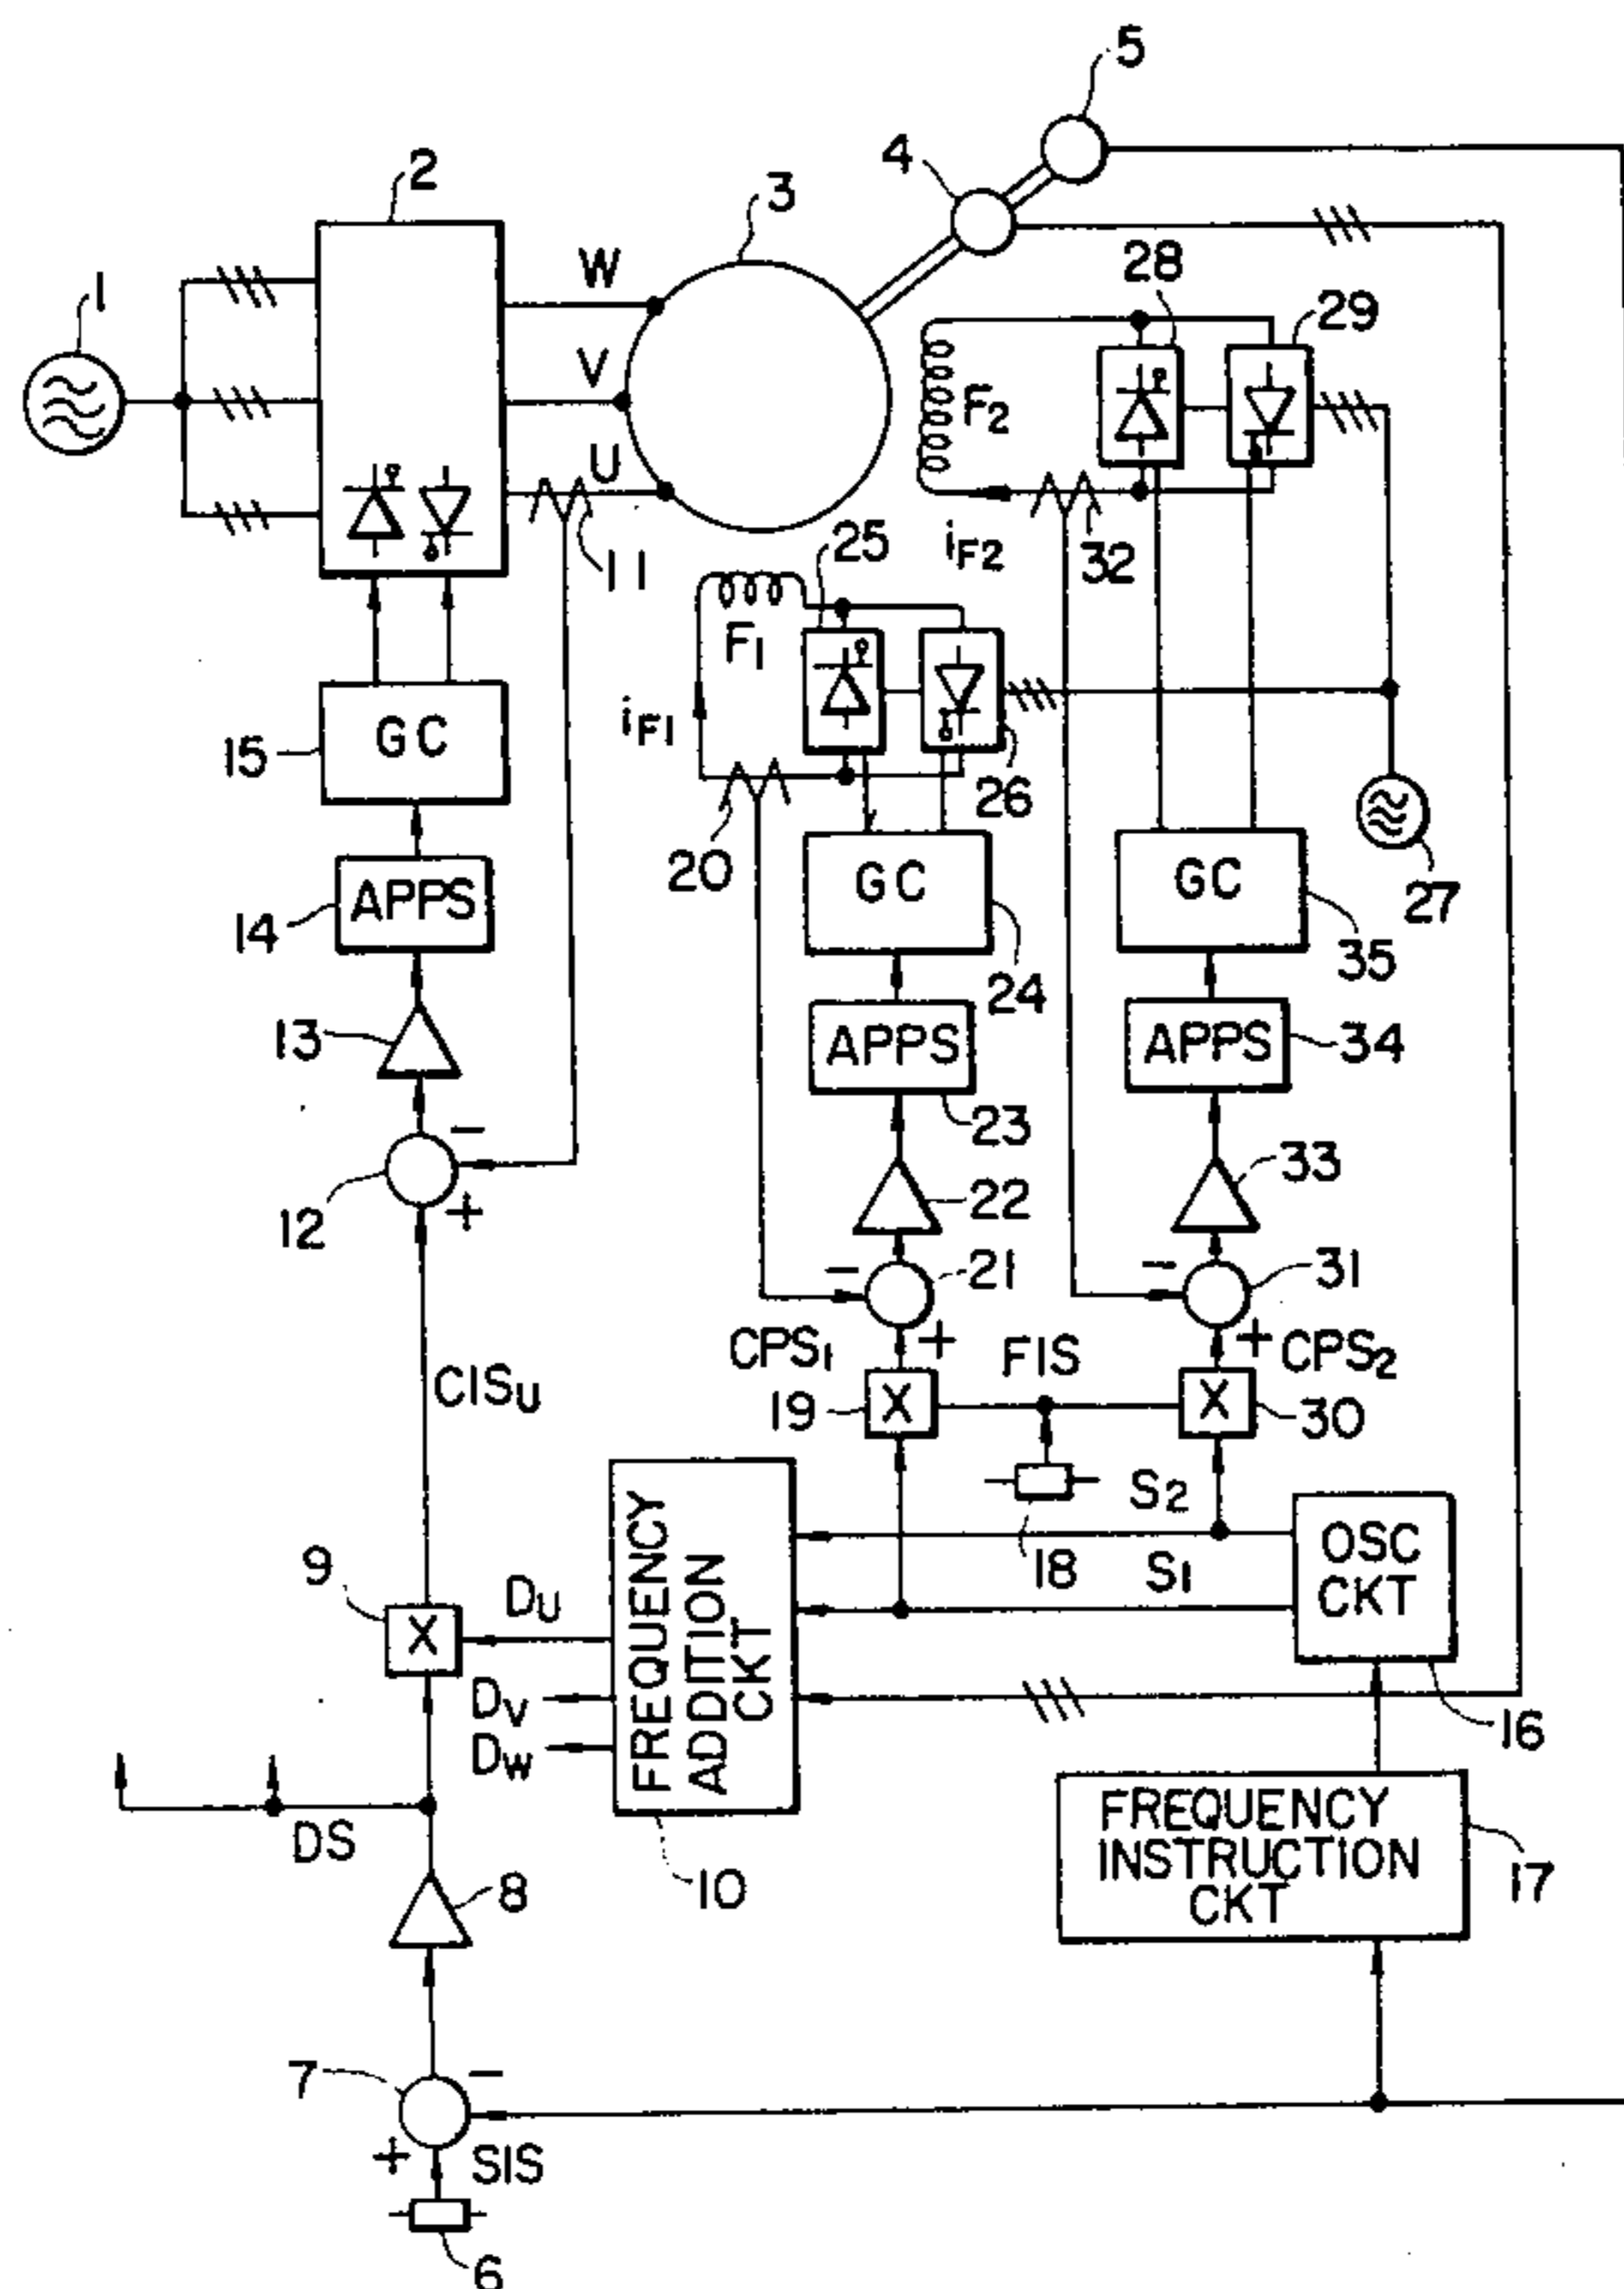 5
4
2
3
W
28
1
29
V
F2
U
25
11
iF2
32
F1
iF1
15
GC
26
20
GC
GC
27
14
APPS
35
24
13
APPS
APPS
34
23
−
33
12
+
22
−
21
−
31
CPS1
+
FIS
+
CPS2
CISU
19
X
X
30
S2
9
18
S1
OSC
CKT
DU
X
FREQUENCY
ADDITION
CKT
DV
DW
16
DS
FREQUENCY
INSTRUCTION
CKT
17
8
10
7
−
+
SIS
6